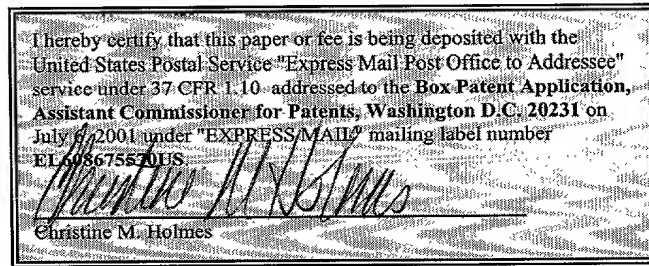 I hereby certify that this paper or fee is being deposited with the
United States Postal Service "Express Mail Post Office to Addressee"
service under 37 CFR 1.10 addressed to the Box Patent Application,
Assistant Commissioner for Patents, Washington D.C. 20231 on
July 6, 2001 under "EXPRESS MAIL" mailing label number
Christine M. Holmes